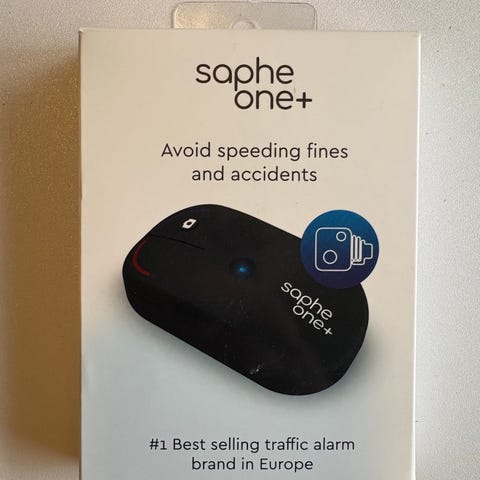 saphe
one+
Avoid speeding fines
and accidents
saphe
one+
#1 Best selling traffic alarm
brand in Europe